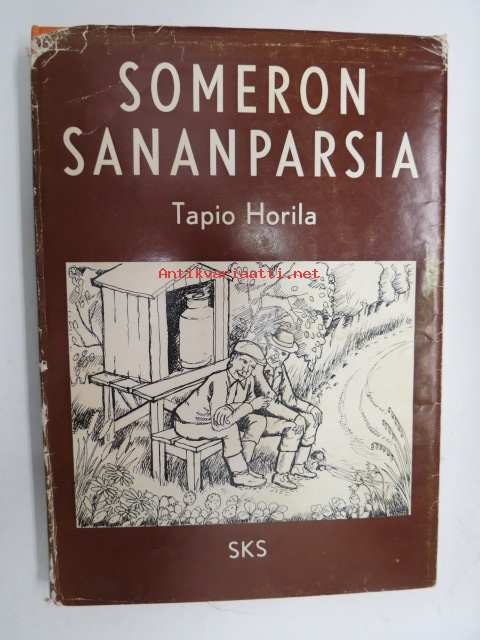 SOMERON
SANANPARSIA
Tapio Horila
Antikvariaatti.net
SKS